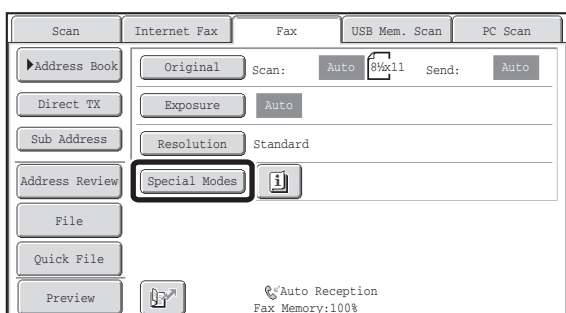 Scan
Internet Fax
Fax
USB Mem. Scan
PC Scan
Address Book
Original
Scan:
Auto
8½x11
Send:
Auto
Direct TX
Exposure
Auto
Sub Address
Resolution
Standard
Address Review
Special Modes
File
Quick File
Preview
Auto Reception
Fax Memory:100%